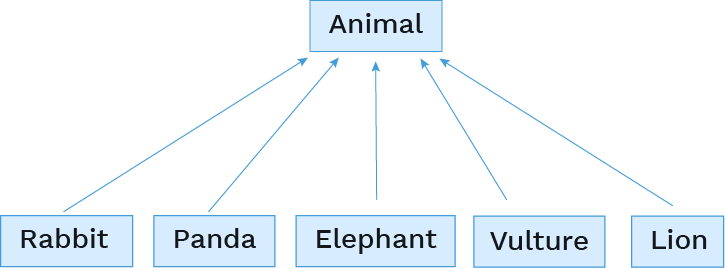 Animal
Rabbit
Panda
Elephant
Vulture
Lion